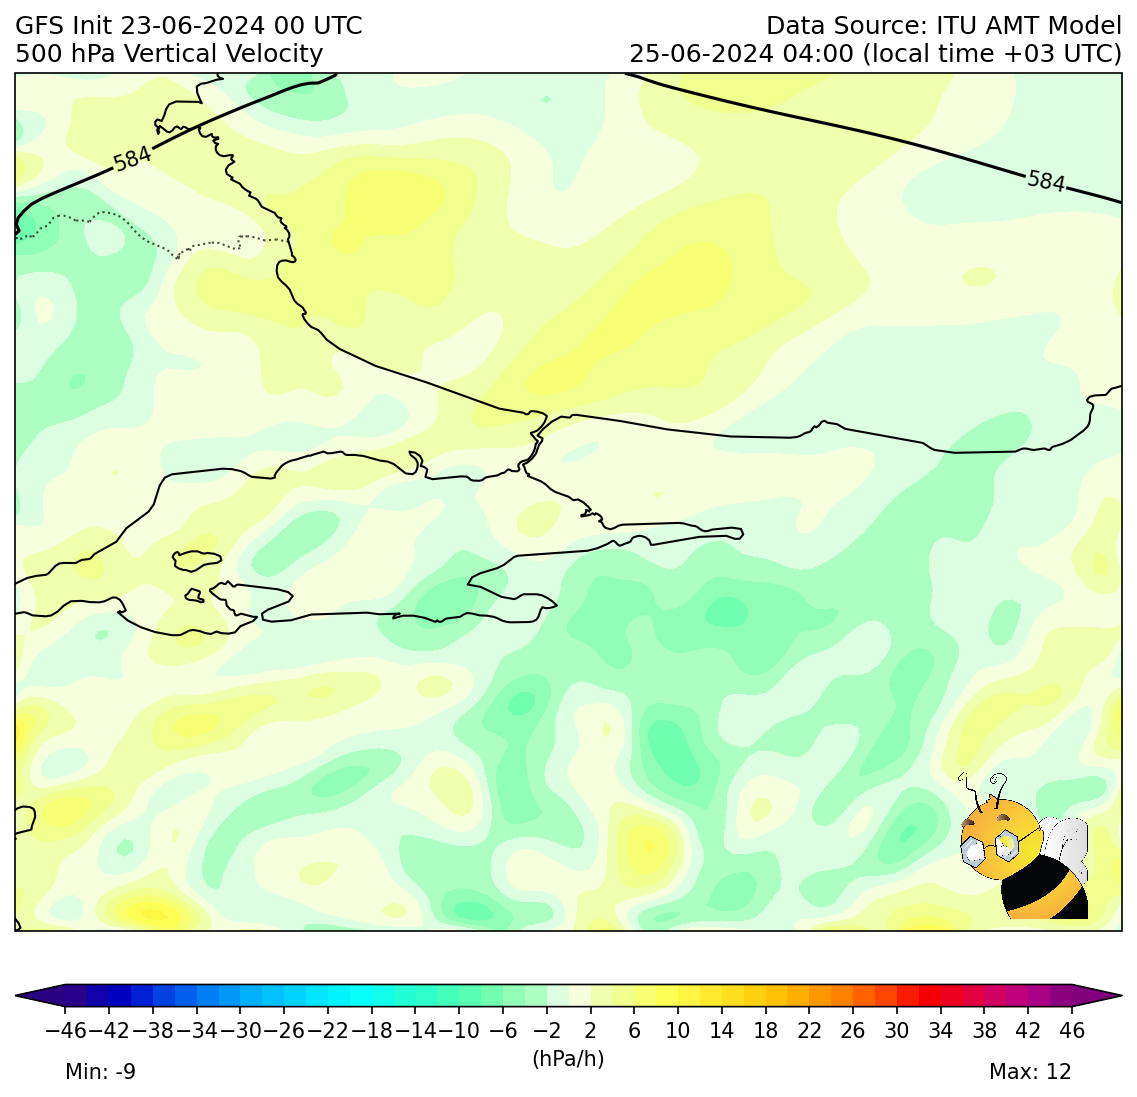 GFS Init 23-06-2024 00 UTC
500 hPa Vertical Velocity
Data Source: ITU AMT Model
25-06-2024 04:00 (local time +03 UTC)
584
584
−46 −42 −38 −34 −30 −26 −22 −18 −14 −10 −6 −2 2 6 10 14 18 22 26 30 34 38 42 46
(hPa/h)
Min: -9
Max: 12